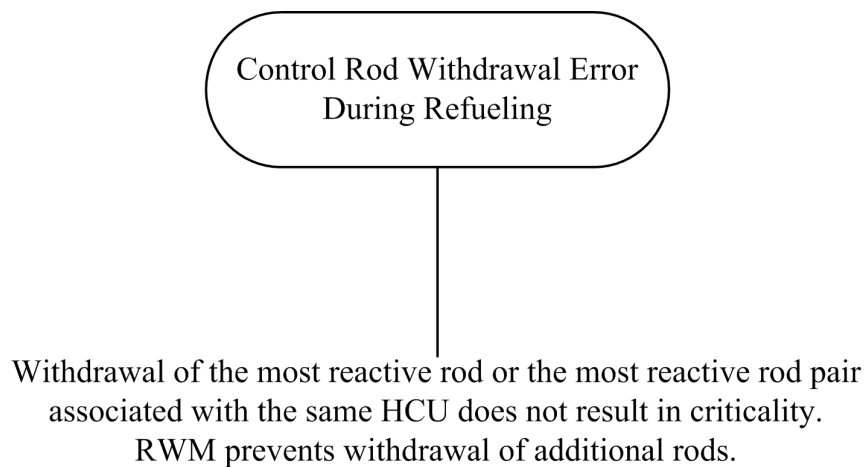 Control Rod Withdrawal Error
During Refueling
Withdrawal of the most reactive rod or the most reactive rod pair
associated with the same HCU does not result in criticality.
RWM prevents withdrawal of additional rods.